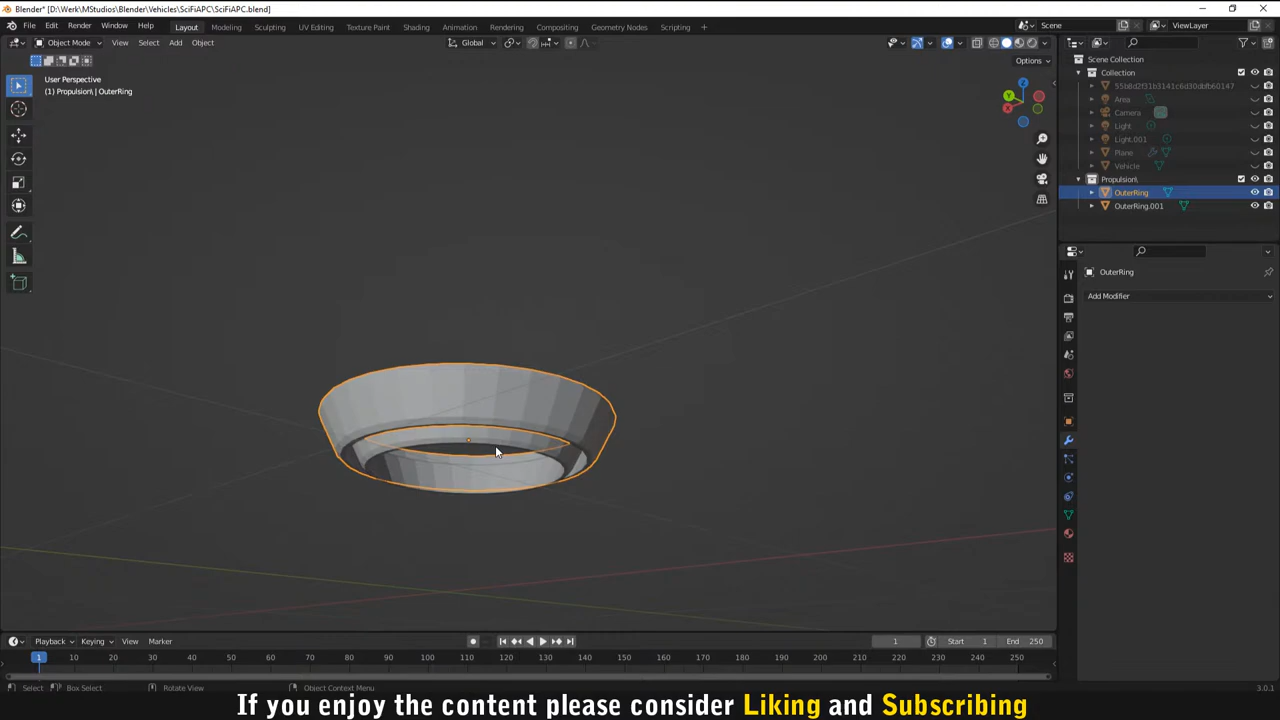 Blender* [D:\Werk\MStudios\Blender\Vehicles\SciFiAPC\SciFiAPC.blend]
File Edit Render Window Help Layout Modeling Sculpting UV Editing Texture Paint Shading Animation Rendering Compositing Geometry Nodes Scripting Scene ViewLayer
Object Mode View Select Add Object Global
Options
User Perspective
(1) Propulsion\ | OuterRing
Z
Y
X
Scene Collection
Collection
55b8d2f31b3141c6d30dbfb60147
Area
Camera
Light
Light.001
Plane
Vehicle
Propulsion\
OuterRing
OuterRing.001
OuterRing
Add Modifier
Playback Keying View Marker 1 Start 1 End 250
1 10 20 30 40 50 60 70 80 90 100 110 120 130 140 150 160 170 180 190 200 210 220 230 240 250
Select Box Select Rotate View Object Context Menu 3.0.1
If you enjoy the content please consider Liking and Subscribing